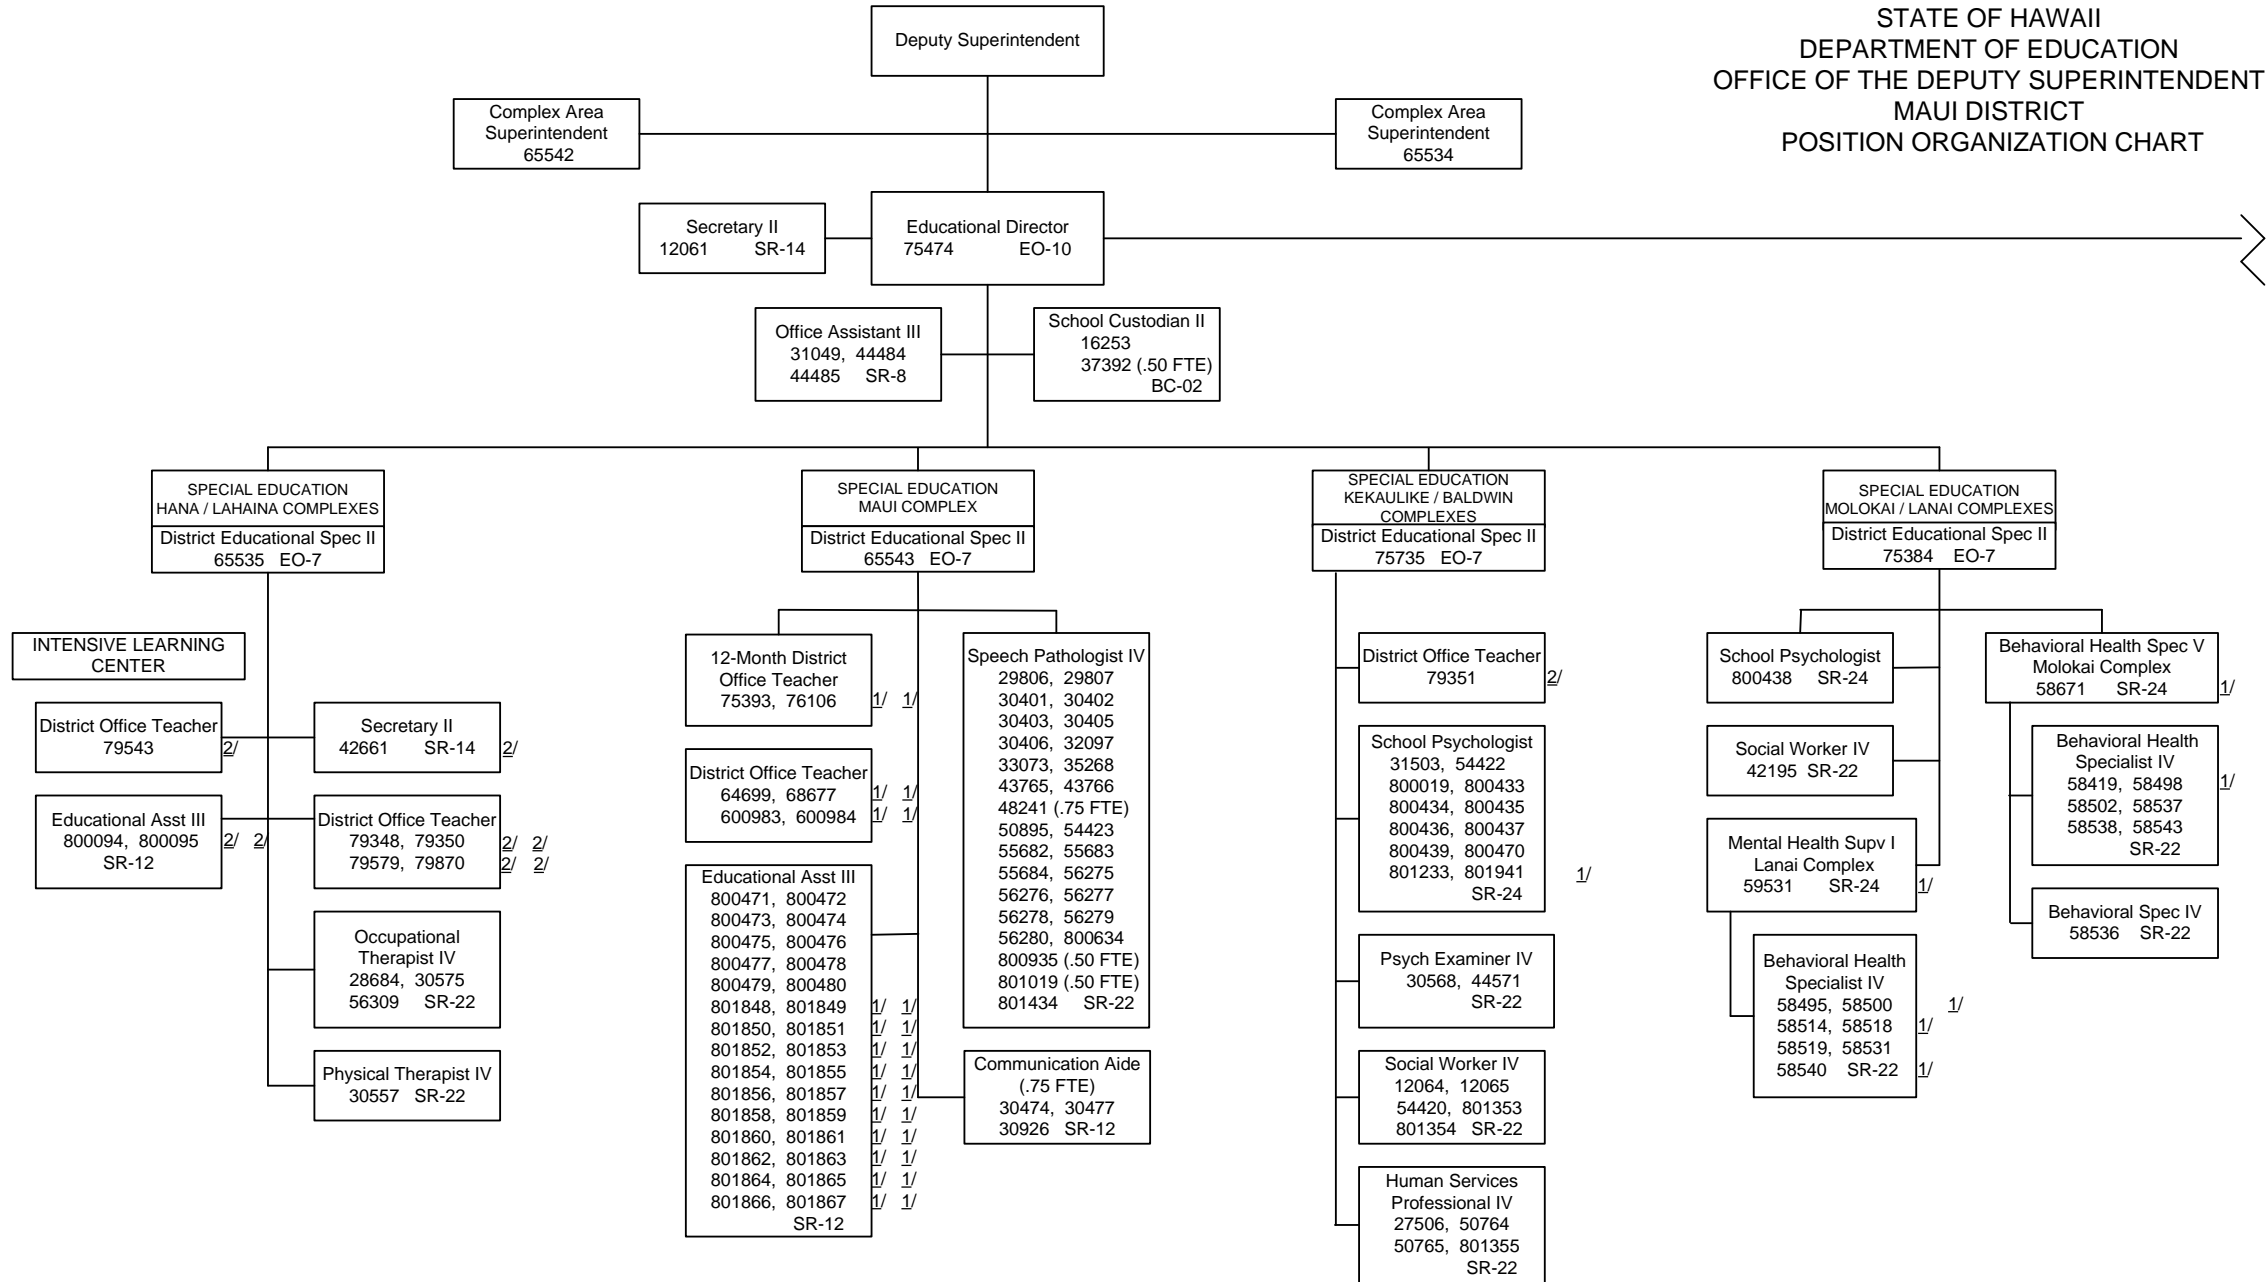 STATE OF HAWAII
DEPARTMENT OF EDUCATION
OFFICE OF THE DEPUTY SUPERINTENDENT
MAUI DISTRICT
POSITION ORGANIZATION CHART
Deputy Superintendent
Complex Area
Superintendent
65542
Complex Area
Superintendent
65534
Secretary II
12061 SR-14
Educational Director
75474 EO-10
Office Assistant III
31049, 44484
44485 SR-8
School Custodian II
16253
37392 (.50 FTE)
BC-02
SPECIAL EDUCATION
HANA / LAHAINA COMPLEXES
District Educational Spec II
65535 EO-7
INTENSIVE LEARNING
CENTER
District Office Teacher
79543 2/
Secretary II
42661 SR-14 2/
Educational Asst III
800094, 800095 2/ 2/
SR-12
District Office Teacher
79348, 79350 2/ 2/
79579, 79870 2/ 2/
Occupational
Therapist IV
28684, 30575
56309 SR-22
Physical Therapist IV
30557 SR-22
SPECIAL EDUCATION
MAUI COMPLEX
District Educational Spec II
65543 EO-7
12-Month District
Office Teacher
75393, 76106 1/ 1/
District Office Teacher
64699, 68677 1/ 1/
600983, 600984 1/ 1/
Educational Asst III
800471, 800472
800473, 800474
800475, 800476
800477, 800478
800479, 800480
801848, 801849 1/ 1/
801850, 801851 1/ 1/
801852, 801853 1/ 1/
801854, 801855 1/ 1/
801856, 801857 1/ 1/
801858, 801859 1/ 1/
801860, 801861 1/ 1/
801862, 801863 1/ 1/
801864, 801865 1/ 1/
801866, 801867 1/ 1/
SR-12
Speech Pathologist IV
29806, 29807
30401, 30402
30403, 30405
30406, 32097
33073, 35268
43765, 43766
48241 (.75 FTE)
50895, 54423
55682, 55683
55684, 56275
56276, 56277
56278, 56279
56280, 800634
800935 (.50 FTE)
801019 (.50 FTE)
801434 SR-22
Communication Aide
(.75 FTE)
30474, 30477
30926 SR-12
SPECIAL EDUCATION
KEKAULIKE / BALDWIN
COMPLEXES
District Educational Spec II
75735 EO-7
District Office Teacher
79351 2/
School Psychologist
31503, 54422
800019, 800433
800434, 800435
800436, 800437
800439, 800470
801233, 801941 1/
SR-24
Psych Examiner IV
30568, 44571
SR-22
Social Worker IV
12064, 12065
54420, 801353
801354 SR-22
Human Services
Professional IV
27506, 50764
50765, 801355
SR-22
SPECIAL EDUCATION
MOLOKAI / LANAI COMPLEXES
District Educational Spec II
75384 EO-7
School Psychologist
800438 SR-24
Social Worker IV
42195 SR-22
Mental Health Supv I
Lanai Complex
59531 SR-24 1/
Behavioral Health
Specialist IV
58495, 58500 1/
58514, 58518 1/
58519, 58531
58540 SR-22 1/
Behavioral Health Spec V
Molokai Complex
58671 SR-24 1/
Behavioral Health
Specialist IV
58419, 58498 1/
58502, 58537
58538, 58543
SR-22
Behavioral Spec IV
58536 SR-22